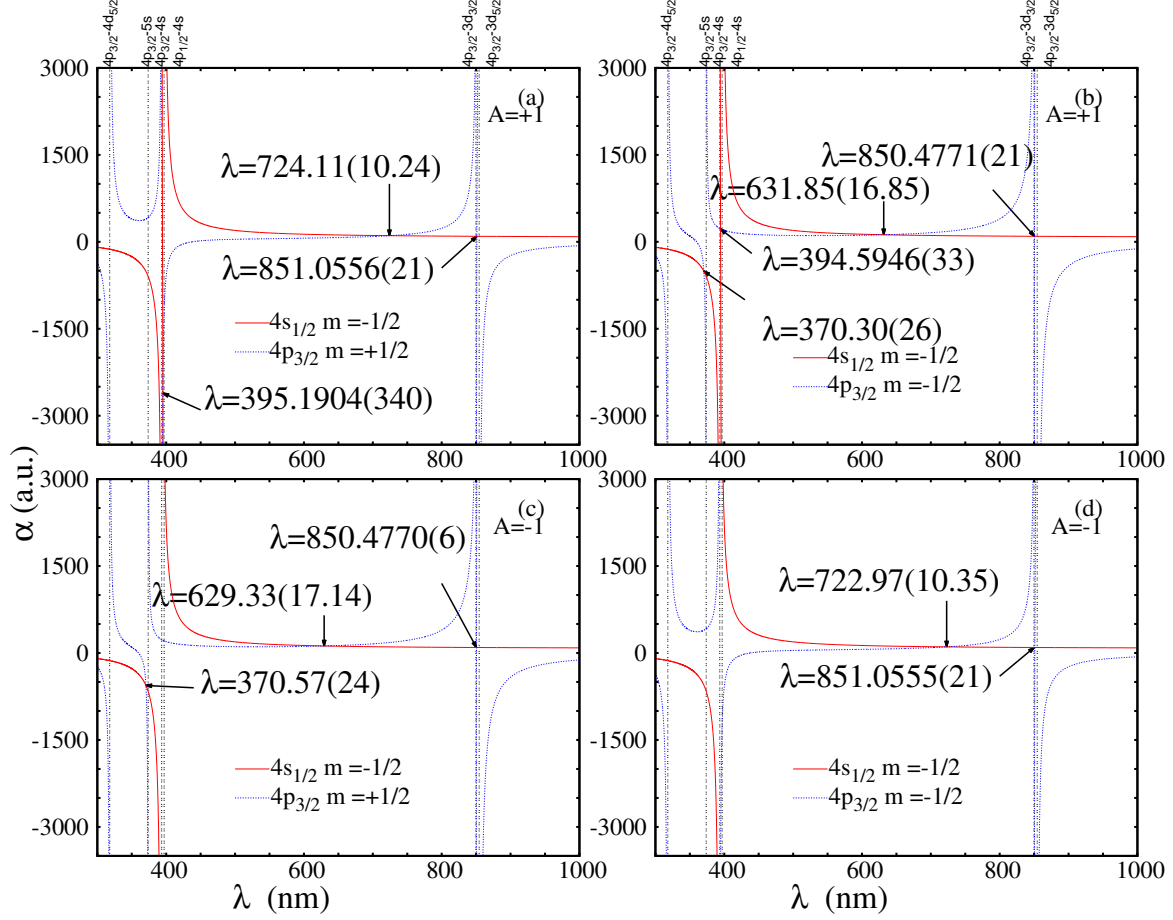 4p3/2-4d5/2
4p3/2-5s
4p3/2-4s
4p1/2-4s
4p3/2-3d3/2
4p3/2-3d5/2
4p3/2-4d5/2
4p3/2-5s
4p3/2-4s
4p1/2-4s
4p3/2-3d3/2
4p3/2-3d5/2
3000
1500
0
-1500
-3000
(a)
A=+1
λ=724.11(10.24)
λ=851.0556(21)
4s1/2 m =-1/2
4p3/2 m =+1/2
λ=395.1904(340)
400 600 800 1000
3000
1500
0
-1500
-3000
(b)
A=+1
λ=850.4771(21)
λ=631.85(16.85)
λ=394.5946(33)
λ=370.30(26)
4s1/2 m =-1/2
4p3/2 m =-1/2
400 600 800 1000
α (a.u.)
3000
1500
0
-1500
-3000
(c)
A=-1
λ=850.4770(6)
λ=629.33(17.14)
λ=370.57(24)
4s1/2 m =-1/2
4p3/2 m =+1/2
400 600 800 1000
λ (nm)
3000
1500
0
-1500
-3000
(d)
A=-1
λ=722.97(10.35)
λ=851.0555(21)
4s1/2 m =-1/2
4p3/2 m =-1/2
400 600 800 1000
λ (nm)